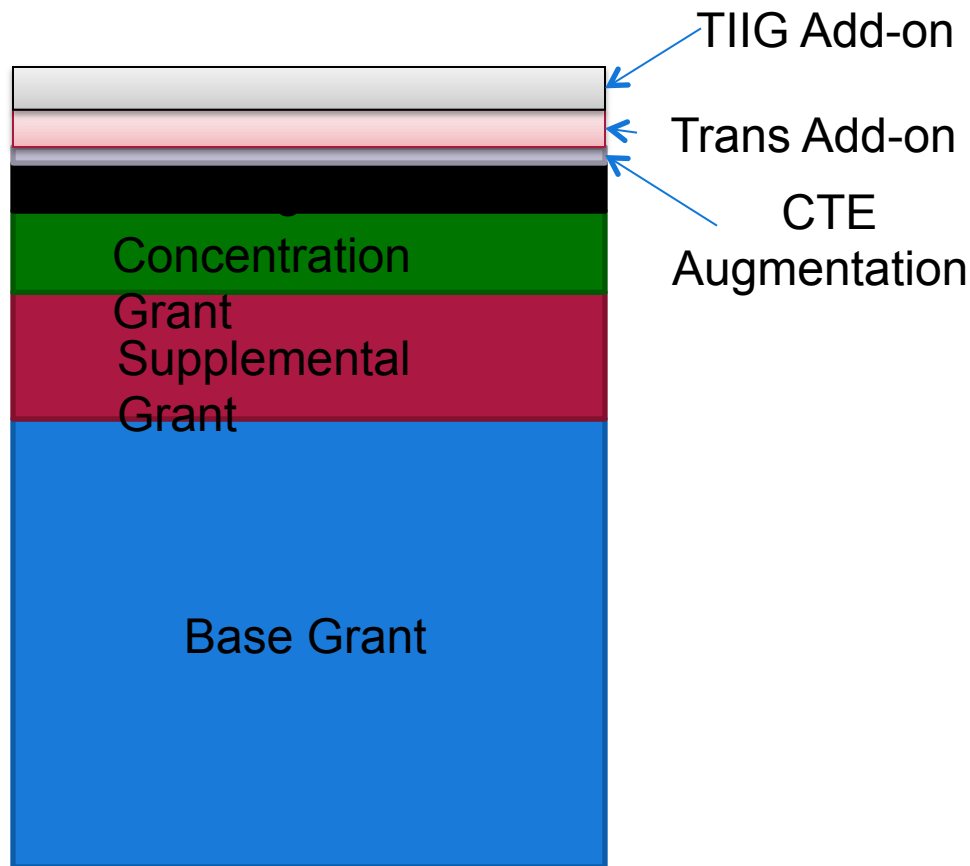 TIIG Add-on
Trans Add-on
CTE
Augmentation
Concentration
Grant
Supplemental
Grant
Base Grant